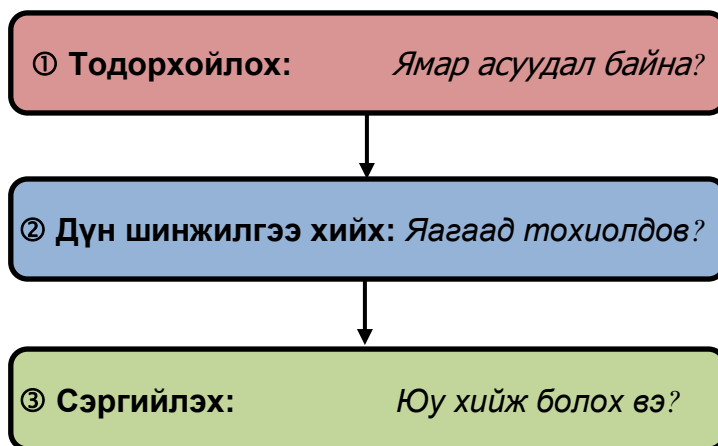 ① Тодорхойлох: Ямар асуудал байна?
② Дүн шинжилгээ хийх: Яагаад тохиолдов?
③ Сэргийлэх: Юу хийж болох вэ?